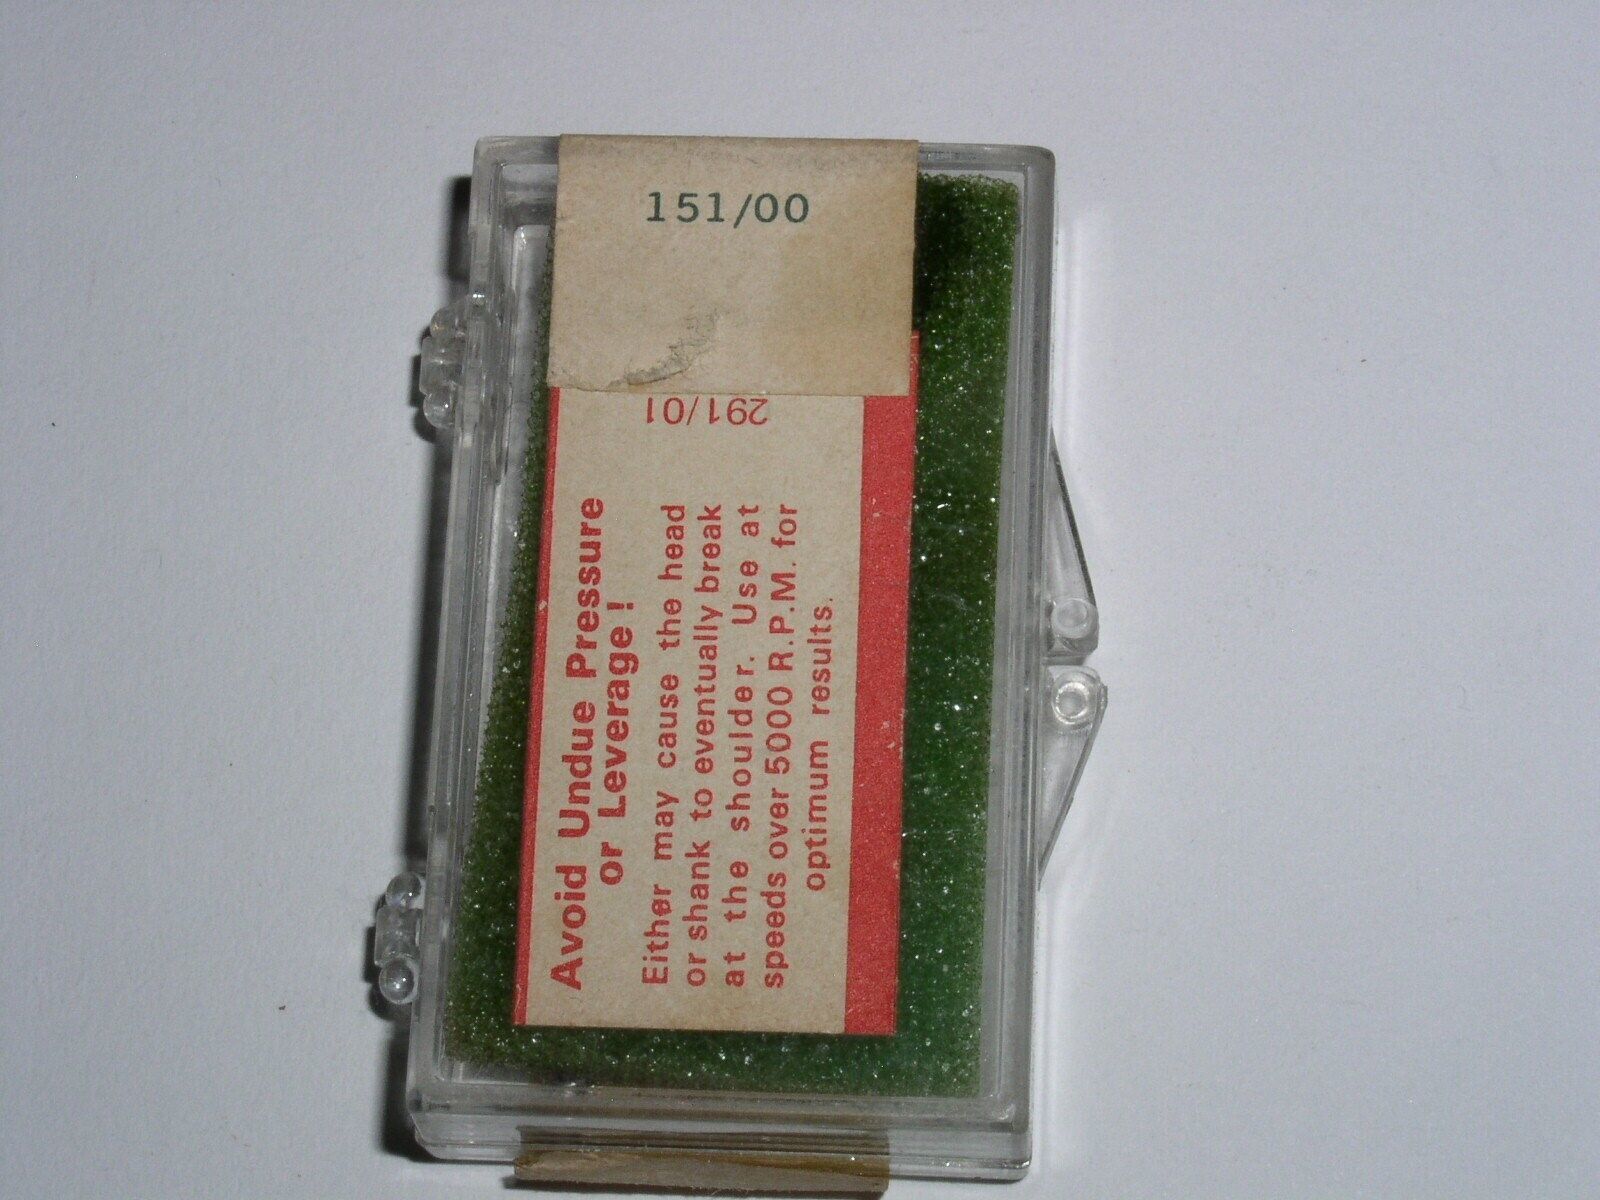 151/00
291/01
Avoid Undue Pressure
or Leverage!
Either may cause the head
or shank to eventually break
at the shoulder. Use at
speeds over 5000 R.P.M. for
optimum results.